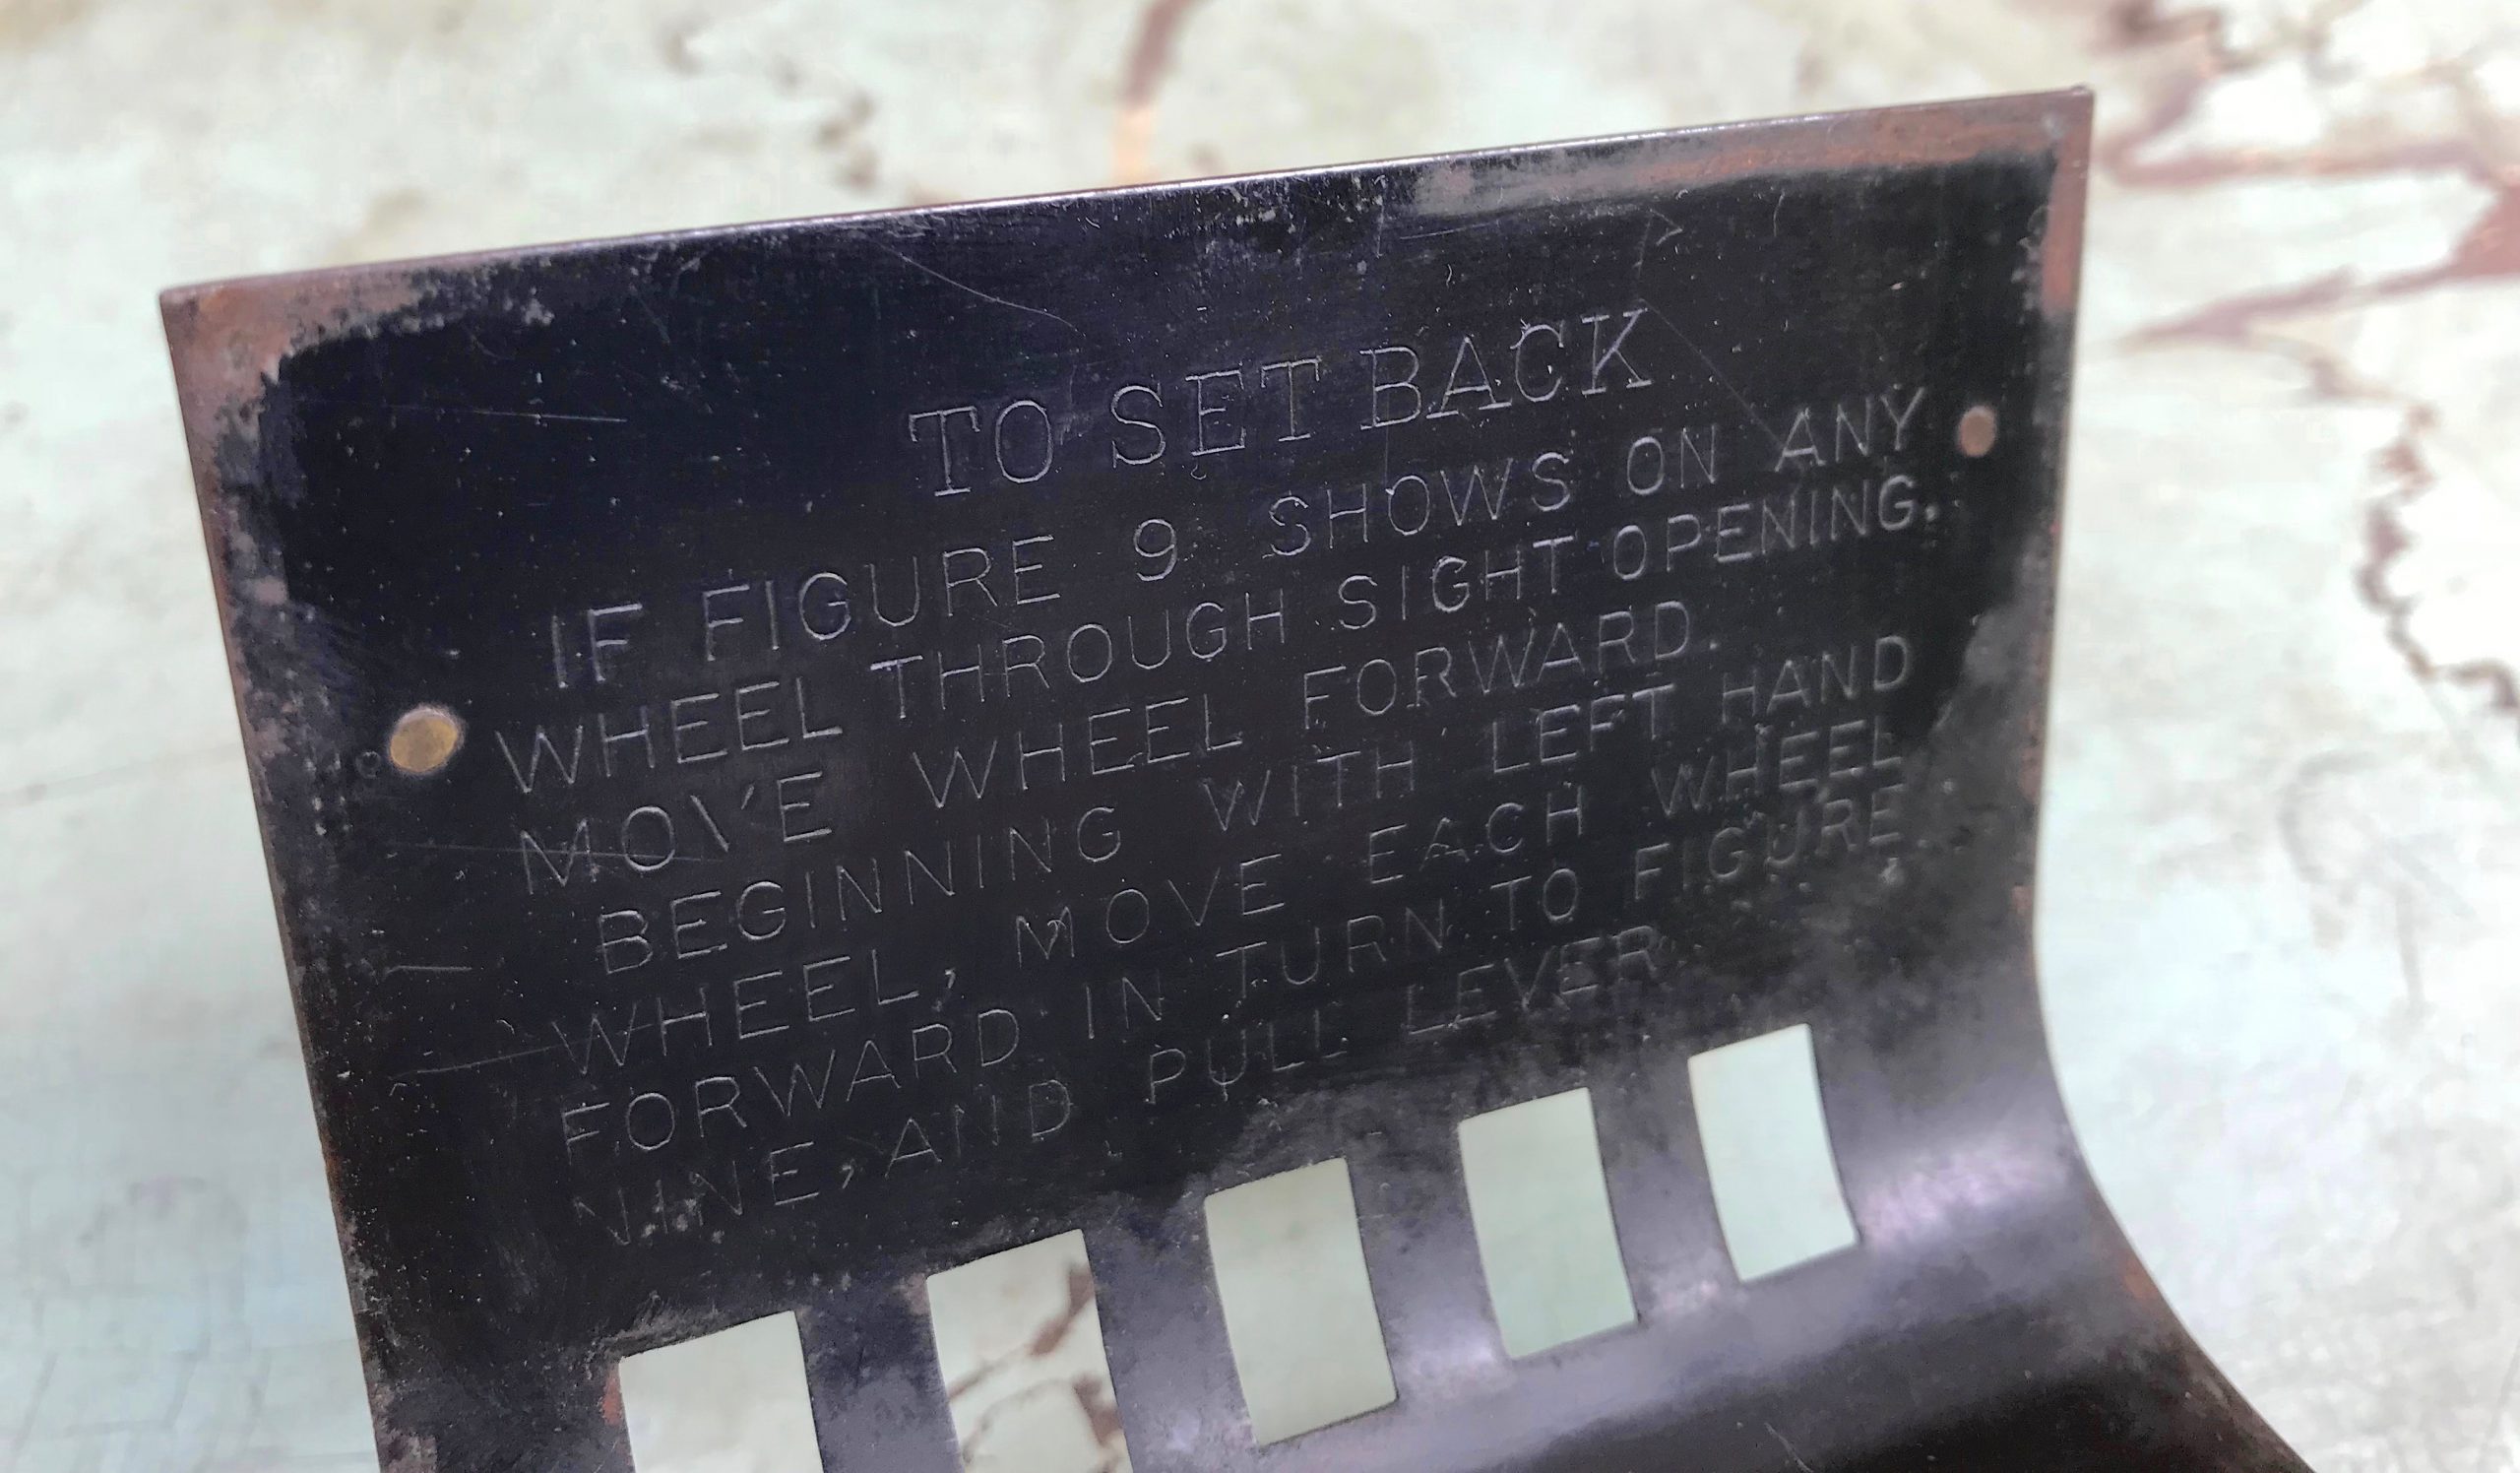 TO SET BACK
IF FIGURE 9 SHOWS ON ANY
WHEEL THROUGH SIGHT OPENING,
MOVE WHEEL FORWARD.
BEGINNING WITH LEFT HAND
WHEEL, MOVE EACH WHEEL
FORWARD IN TURN TO FIGURE
NINE, AND PULL LEVER